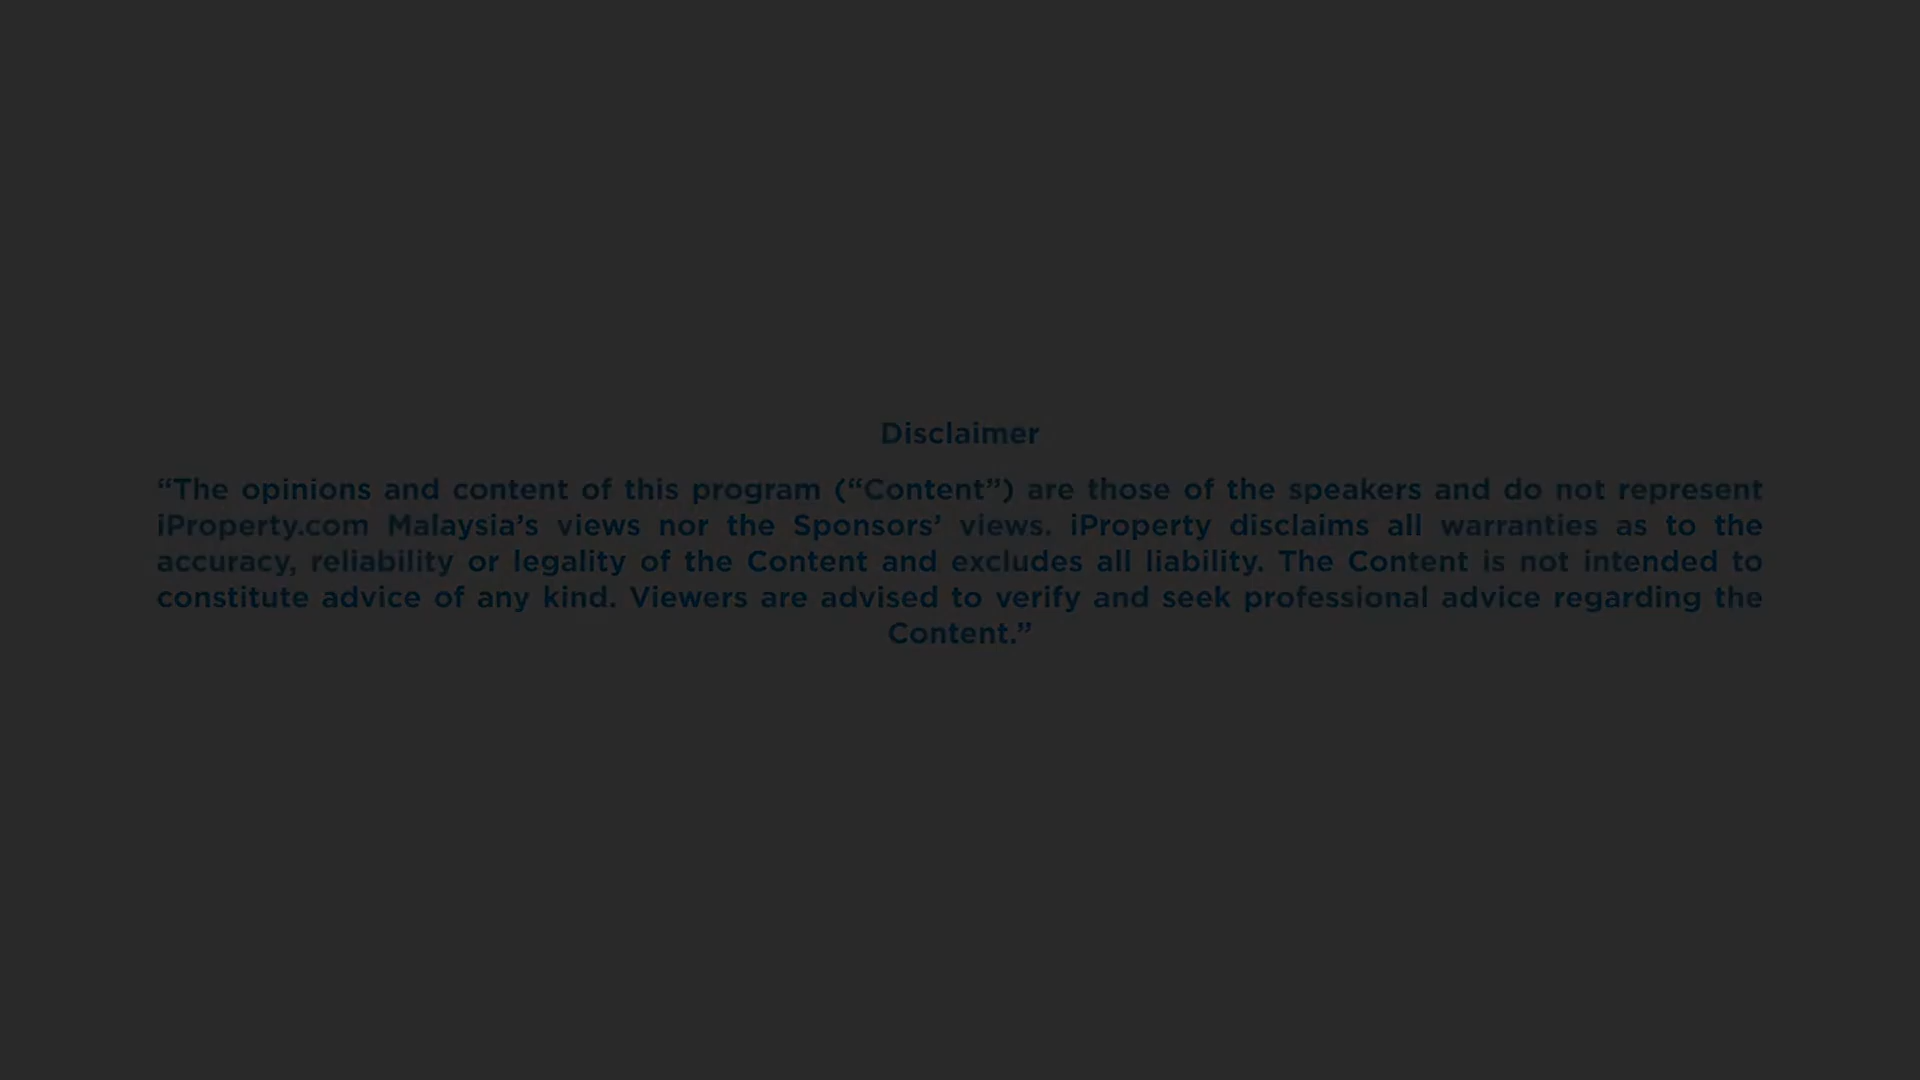 Disclaimer
“The opinions and content of this program (“Content”) are those of the speakers and do not represent
iProperty.com Malaysia’s views nor the Sponsors’ views. iProperty disclaims all warranties as to the
accuracy, reliability or legality of the Content and excludes all liability. The Content is not intended to
constitute advice of any kind. Viewers are advised to verify and seek professional advice regarding the
Content.”